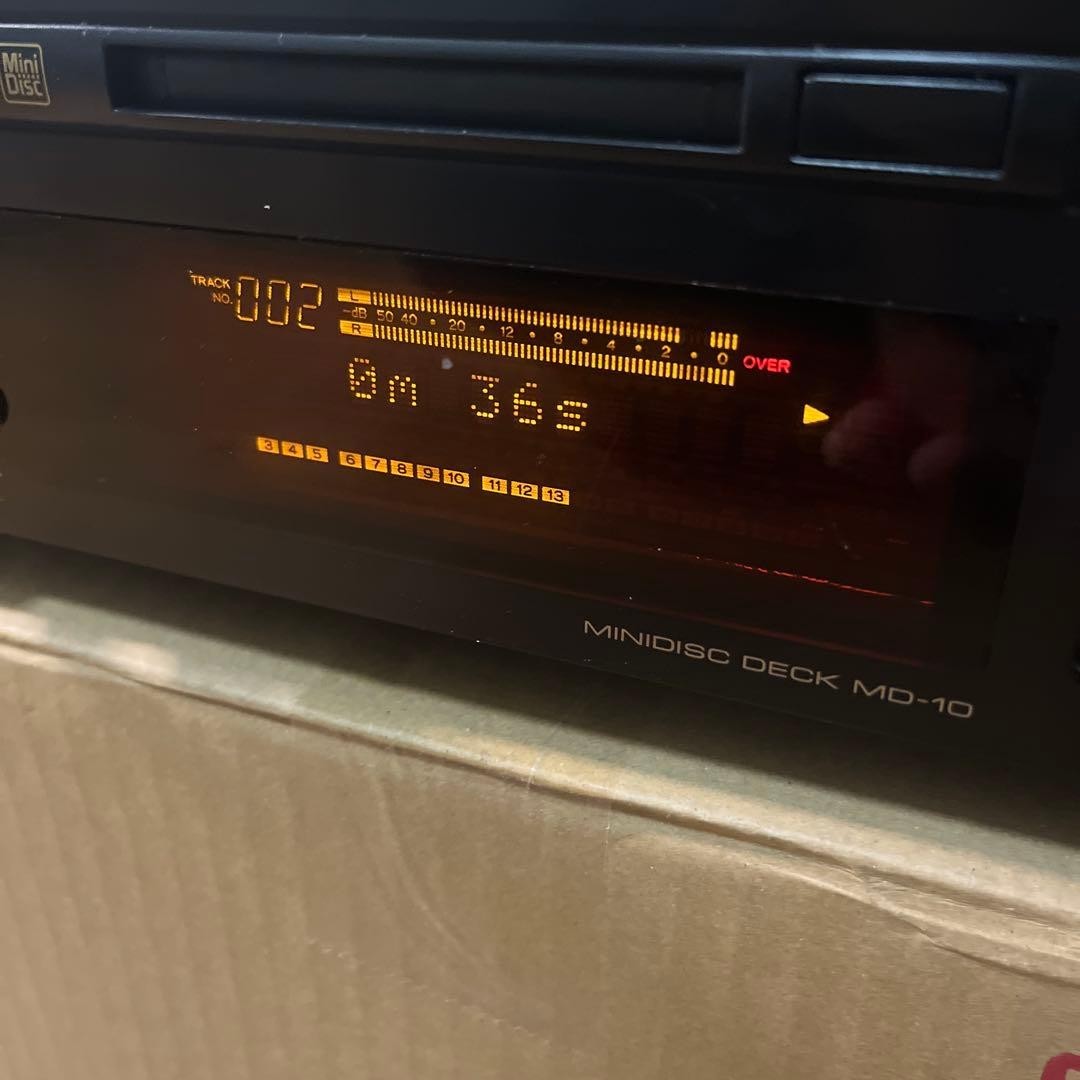 Mini
Disc
TRACK
NO.
002
L
-dB 50 40 • 20 • 12 • 8 • 4 • 2 • 0 OVER
R
0m 36s
3 4 5 6 7 8 9 10 11 12 13
MINIDISC DECK MD-10